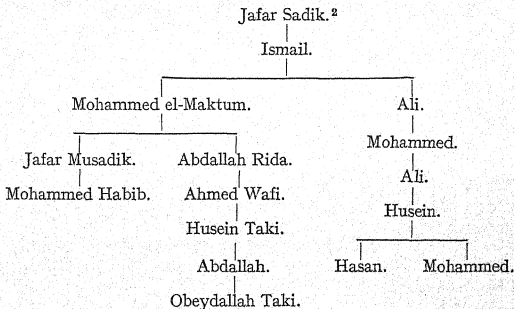 Jafar Sadik.²
Ismail.
Mohammed el-Maktum. Ali.
Mohammed.
Jafar Musadik. Abdallah Rida.
Ali.
Mohammed Habib. Ahmed Wafi.
Husein.
Husein Taki.
Abdallah. Hasan. Mohammed.
Obeydallah Taki.